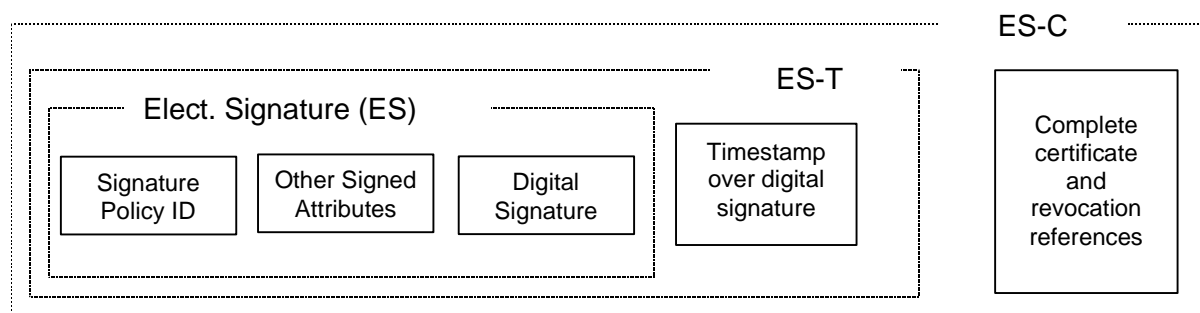 ES-C
ES-T
Elect. Signature (ES)
Signature
Policy ID
Other Signed
Attributes
Digital
Signature
Timestamp
over digital
signature
Complete
certificate
and
revocation
references